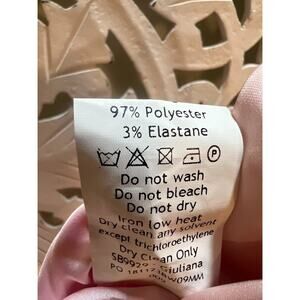 97% Polyester
3% Elastane
P
Do not wash
Do not bleach
Do not dry
Iron low heat
Dry clean any solvent
except trichloroethylene
Dry Clean Only
Giuliana